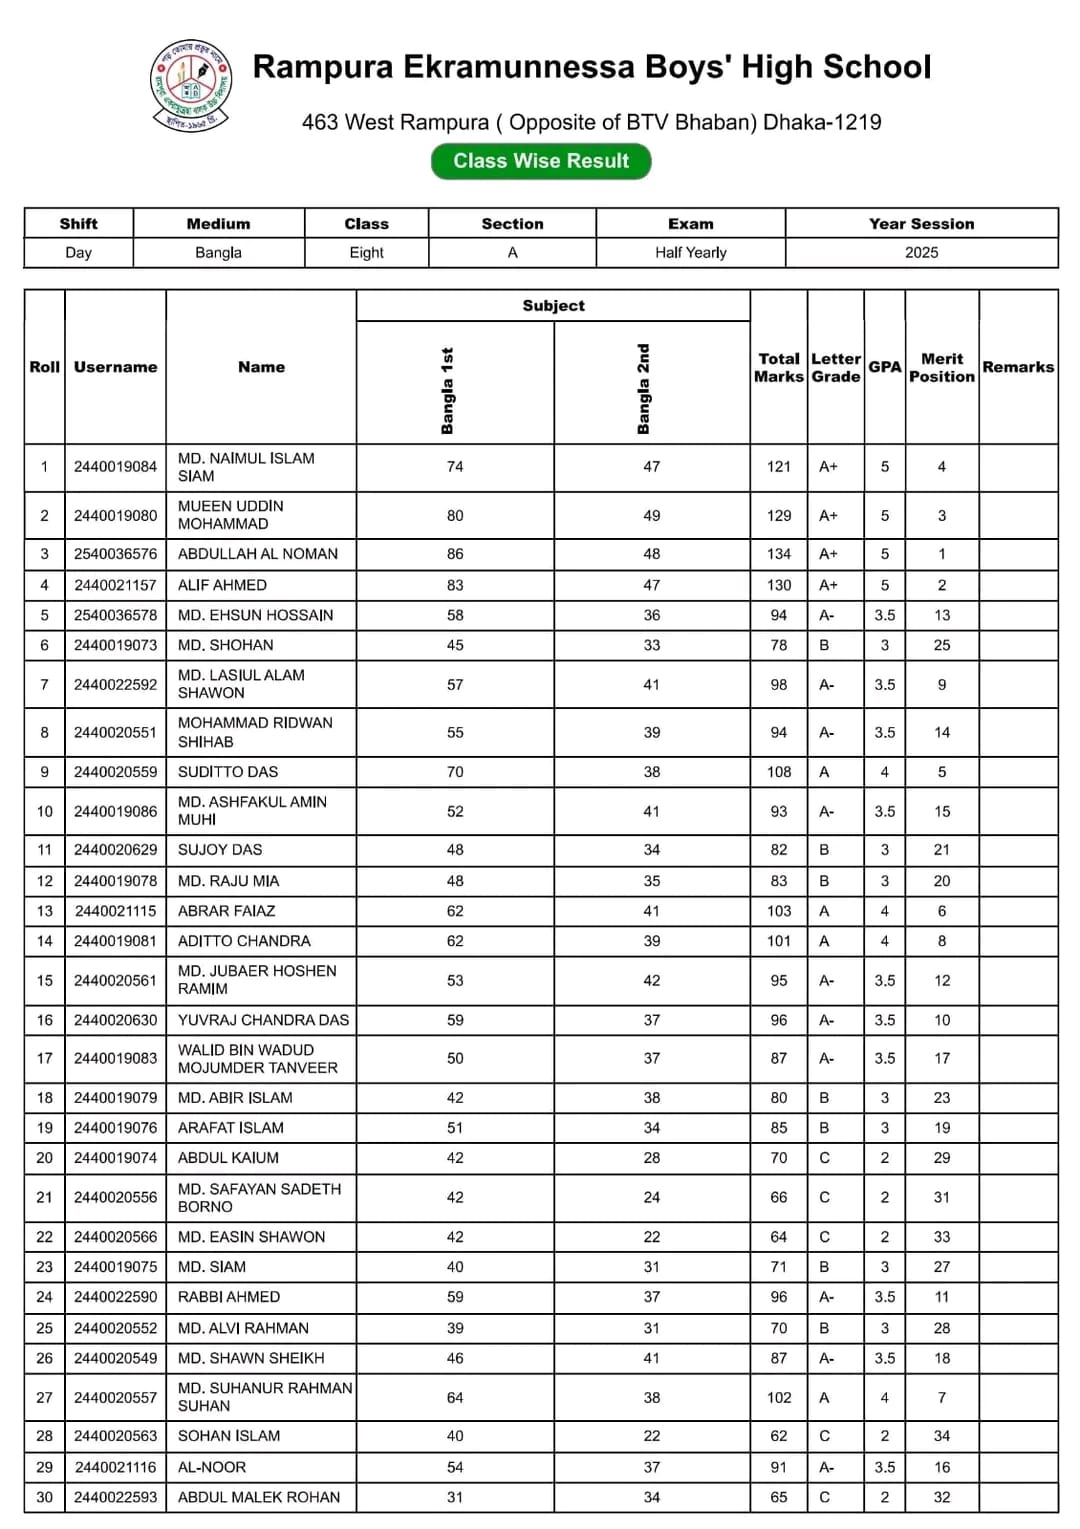 Rampura Ekramunnessa Boys' High School
463 West Rampura ( Opposite of BTV Bhaban) Dhaka-1219
Class Wise Result
Shift Medium Class Section Exam Year Session
Day Bangla Eight A Half Yearly 2025
Roll Username Name Subject Bangla 1st Bangla 2nd Total Marks Letter Grade GPA Merit Position Remarks
1 2440019084 MD. NAIMUL ISLAM SIAM 74 47 121 A+ 5 4
2 2440019080 MUEEN UDDIN MOHAMMAD 80 49 129 A+ 5 3
3 2540036576 ABDULLAH AL NOMAN 86 48 134 A+ 5 1
4 2440021157 ALIF AHMED 83 47 130 A+ 5 2
5 2540036578 MD. EHSUN HOSSAIN 58 36 94 A- 3.5 13
6 2440019073 MD. SHOHAN 45 33 78 B 3 25
7 2440022592 MD. LASIUL ALAM SHAWON 57 41 98 A- 3.5 9
8 2440020551 MOHAMMAD RIDWAN SHIHAB 55 39 94 A- 3.5 14
9 2440020559 SUDITTO DAS 70 38 108 A 4 5
10 2440019086 MD. ASHFAKUL AMIN MUHI 52 41 93 A- 3.5 15
11 2440020629 SUJOY DAS 48 34 82 B 3 21
12 2440019078 MD. RAJU MIA 48 35 83 B 3 20
13 2440021115 ABRAR FAIAZ 62 41 103 A 4 6
14 2440019081 ADITTO CHANDRA 62 39 101 A 4 8
15 2440020561 MD. JUBAER HOSHEN RAMIM 53 42 95 A- 3.5 12
16 2440020630 YUVRAJ CHANDRA DAS 59 37 96 A- 3.5 10
17 2440019083 WALID BIN WADUD MOJUMDER TANVEER 50 37 87 A- 3.5 17
18 2440019079 MD. ABIR ISLAM 42 38 80 B 3 23
19 2440019076 ARAFAT ISLAM 51 34 85 B 3 19
20 2440019074 ABDUL KAIUM 42 28 70 C 2 29
21 2440020556 MD. SAFAYAN SADETH BORNO 42 24 66 C 2 31
22 2440020566 MD. EASIN SHAWON 42 22 64 C 2 33
23 2440019075 MD. SIAM 40 31 71 B 3 27
24 2440022590 RABBI AHMED 59 37 96 A- 3.5 11
25 2440020552 MD. ALVI RAHMAN 39 31 70 B 3 28
26 2440020549 MD. SHAWN SHEIKH 46 41 87 A- 3.5 18
27 2440020557 MD. SUHANUR RAHMAN SUHAN 64 38 102 A 4 7
28 2440020563 SOHAN ISLAM 40 22 62 C 2 34
29 2440021116 AL-NOOR 54 37 91 A- 3.5 16
30 2440022593 ABDUL MALEK ROHAN 31 34 65 C 2 32